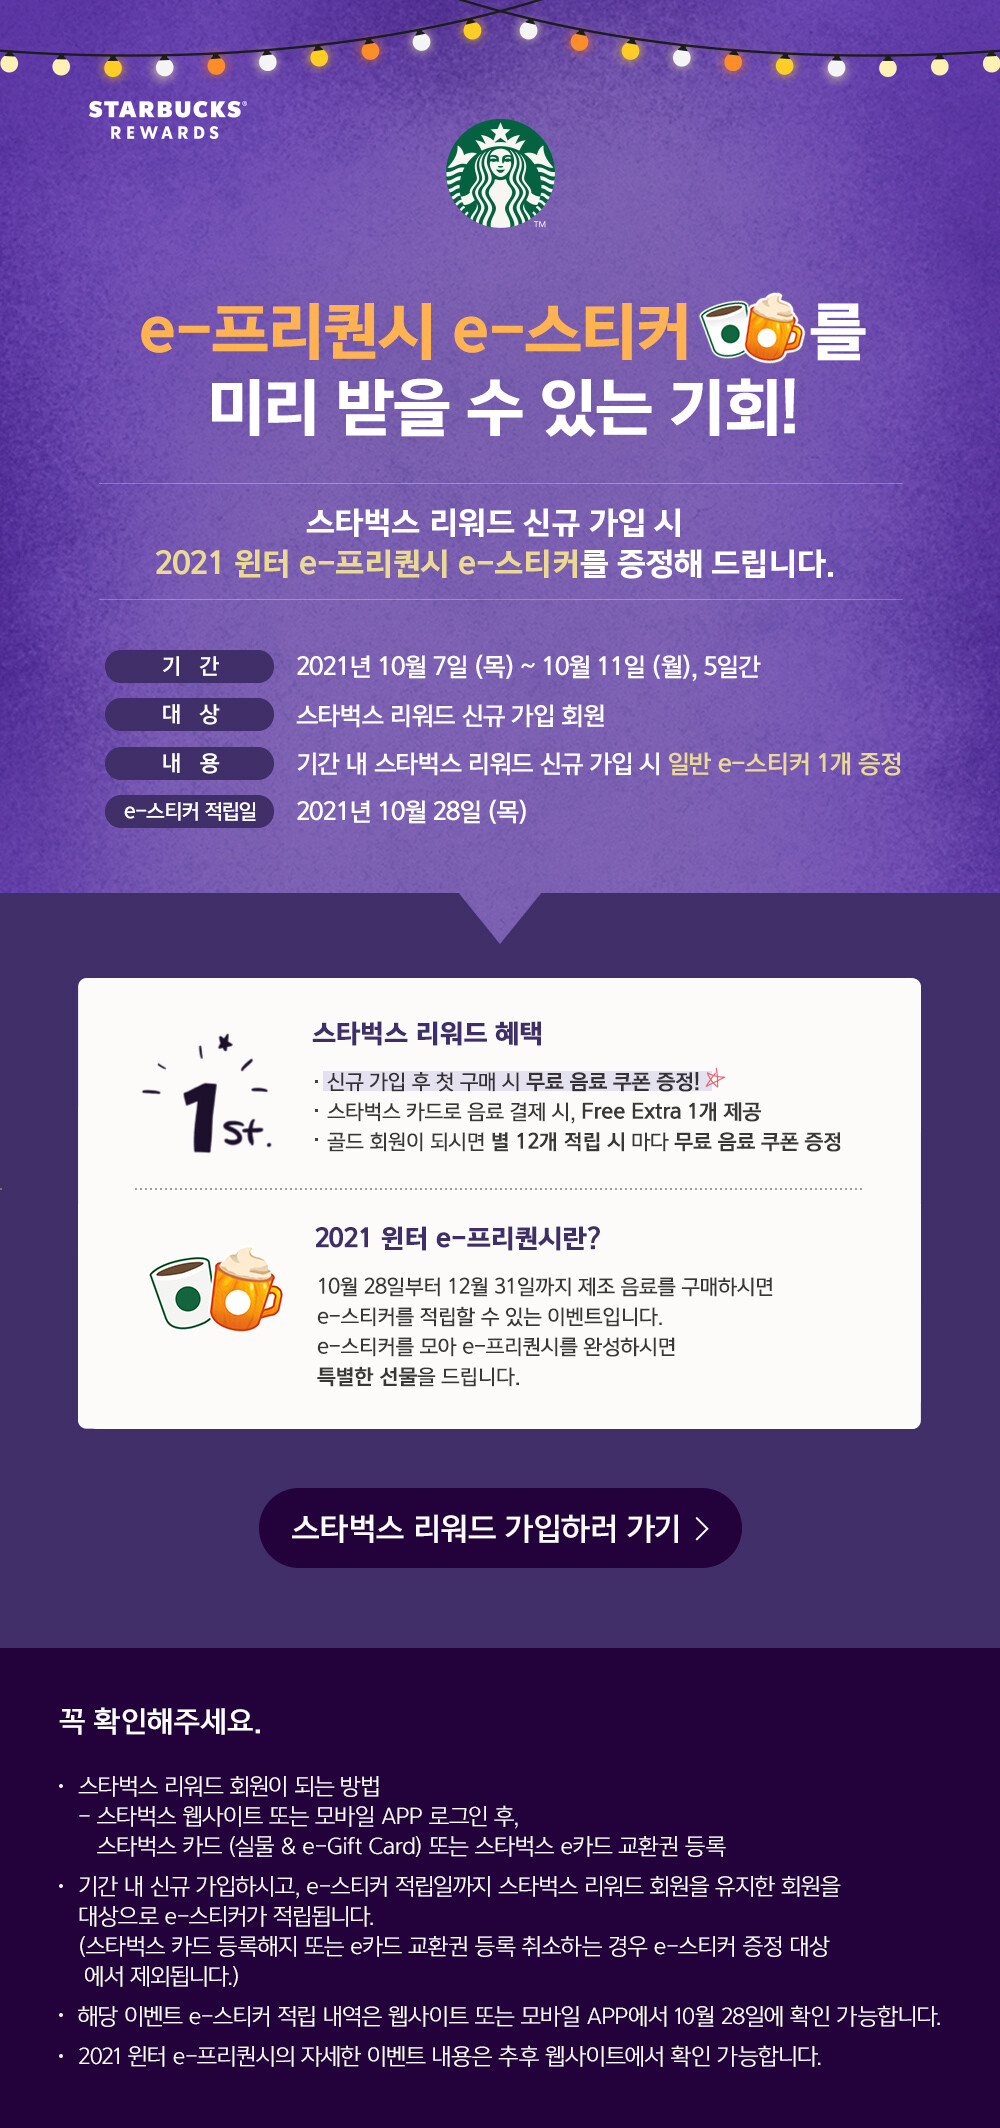 STARBUCKS®
REWARDS
TM
e-프리퀀시 e-스티커를
미리 받을 수 있는 기회!
스타벅스 리워드 신규 가입 시
2021 윈터 e-프리퀀시 e-스티커를 증정해 드립니다.
기 간 2021년 10월 7일 (목) ~ 10월 11일 (월), 5일간
대 상 스타벅스 리워드 신규 가입 회원
내 용 기간 내 스타벅스 리워드 신규 가입 시 일반 e-스티커 1개 증정
e-스티커 적립일 2021년 10월 28일 (목)
1st.
스타벅스 리워드 혜택
· 신규 가입 후 첫 구매 시 무료 음료 쿠폰 증정!
· 스타벅스 카드로 음료 결제 시, Free Extra 1개 제공
· 골드 회원이 되시면 별 12개 적립 시 마다 무료 음료 쿠폰 증정
2021 윈터 e-프리퀀시란?
10월 28일부터 12월 31일까지 제조 음료를 구매하시면
e-스티커를 적립할 수 있는 이벤트입니다.
e-스티커를 모아 e-프리퀀시를 완성하시면
특별한 선물을 드립니다.
스타벅스 리워드 가입하러 가기 >
꼭 확인해주세요.
· 스타벅스 리워드 회원이 되는 방법
- 스타벅스 웹사이트 또는 모바일 APP 로그인 후,
스타벅스 카드 (실물 & e-Gift Card) 또는 스타벅스 e카드 교환권 등록
· 기간 내 신규 가입하시고, e-스티커 적립일까지 스타벅스 리워드 회원을 유지한 회원을
대상으로 e-스티커가 적립됩니다.
(스타벅스 카드 등록해지 또는 e카드 교환권 등록 취소하는 경우 e-스티커 증정 대상
에서 제외됩니다.)
· 해당 이벤트 e-스티커 적립 내역은 웹사이트 또는 모바일 APP에서 10월 28일에 확인 가능합니다.
· 2021 윈터 e-프리퀀시의 자세한 이벤트 내용은 추후 웹사이트에서 확인 가능합니다.